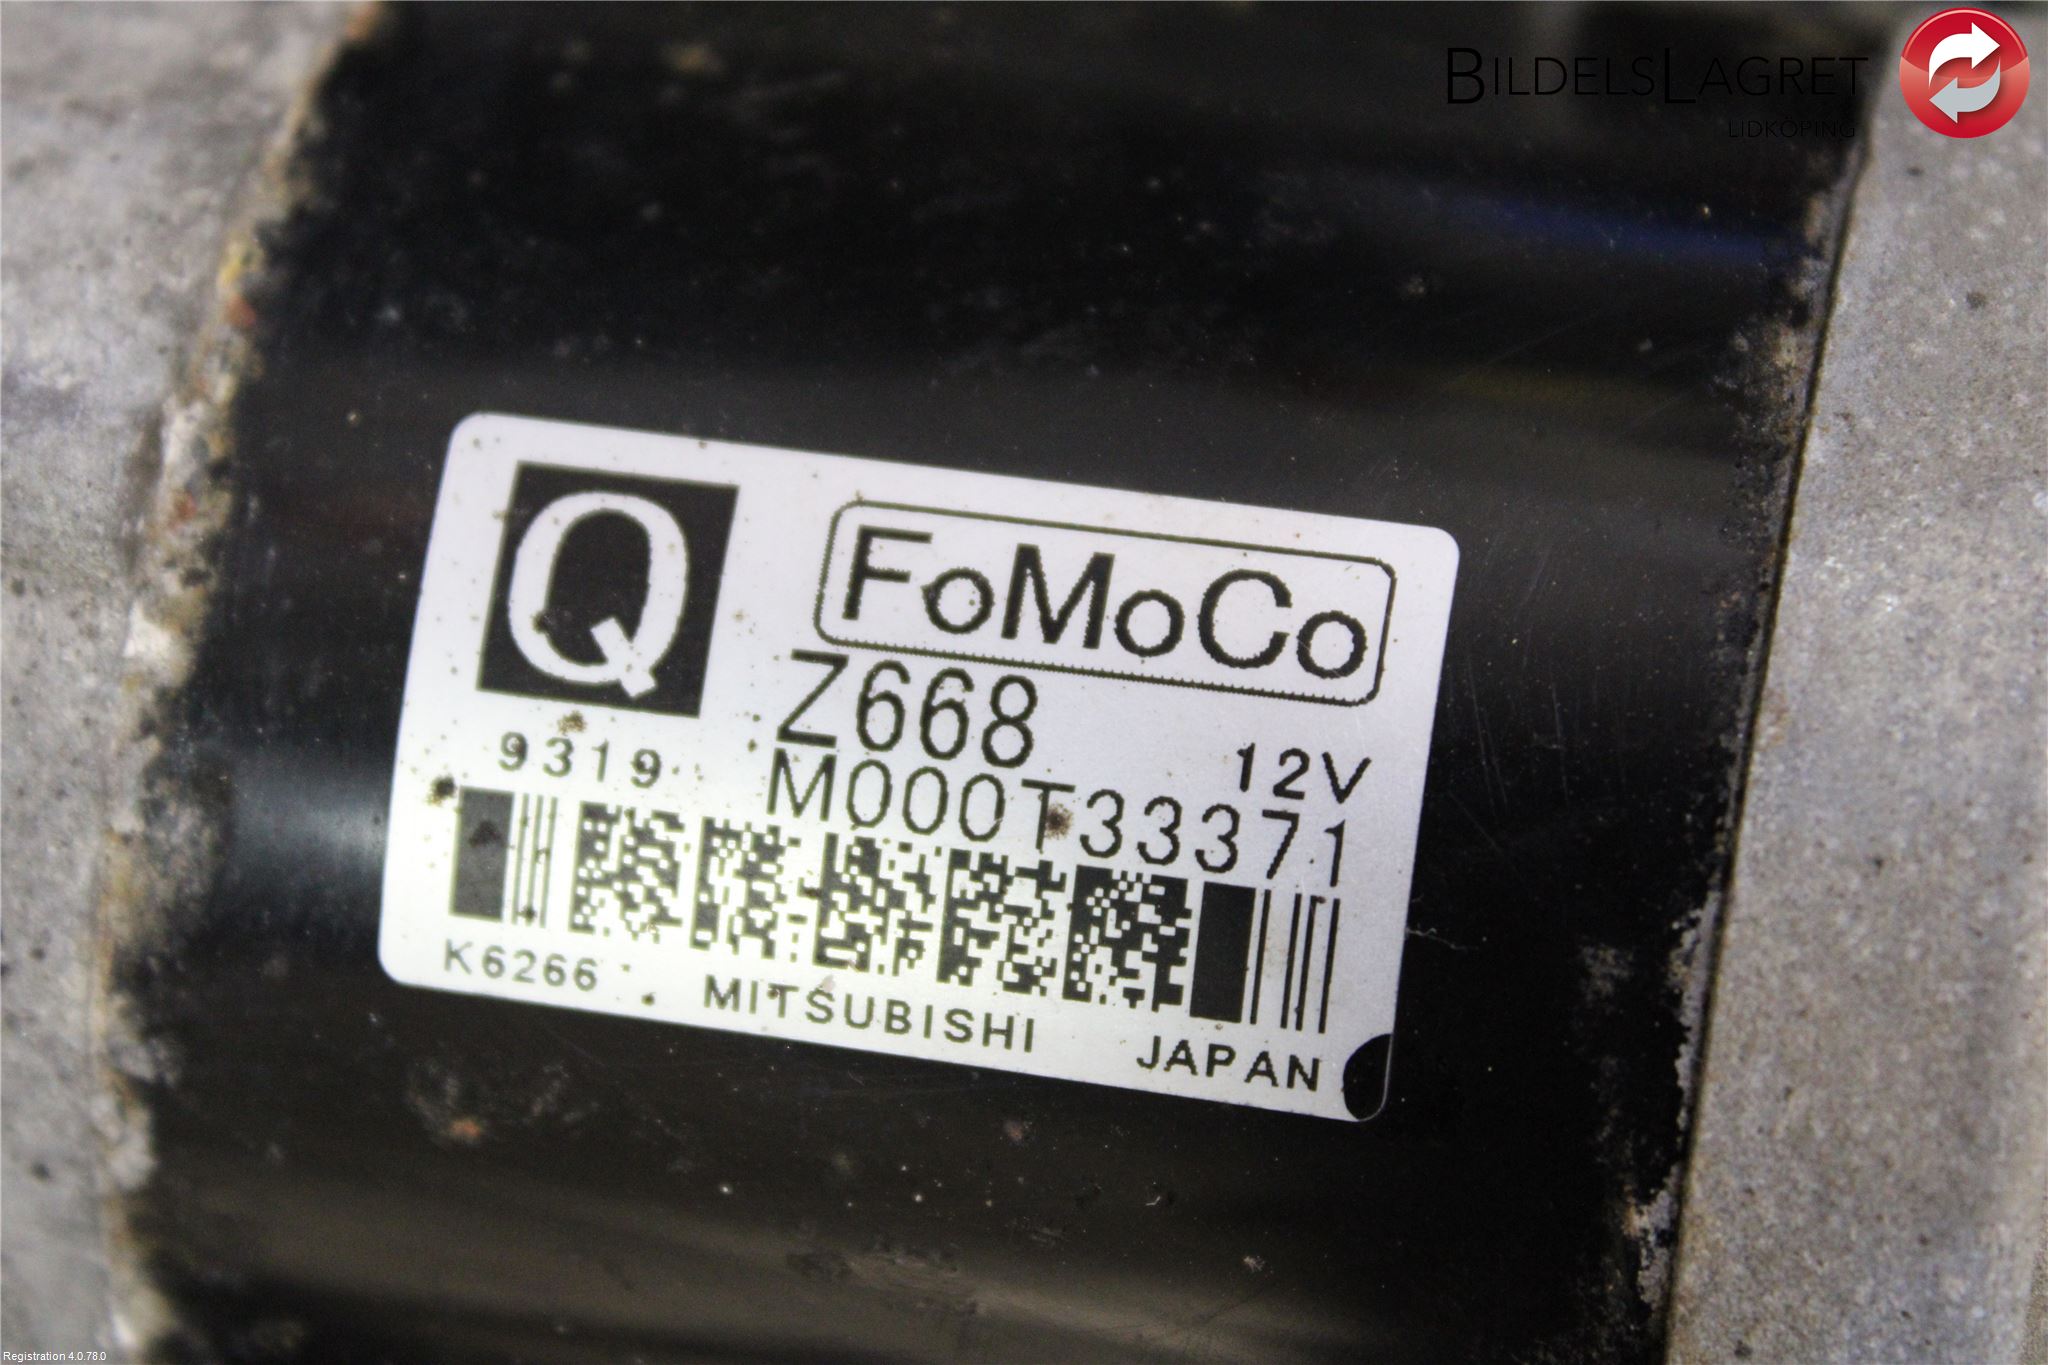 BILDELSLAGRET
LIDKÖPING
Q
FoMoCo
Z668
9319
12V
M000T33371
K6266
MITSUBISHI
JAPAN
Registration 4.0.78.0